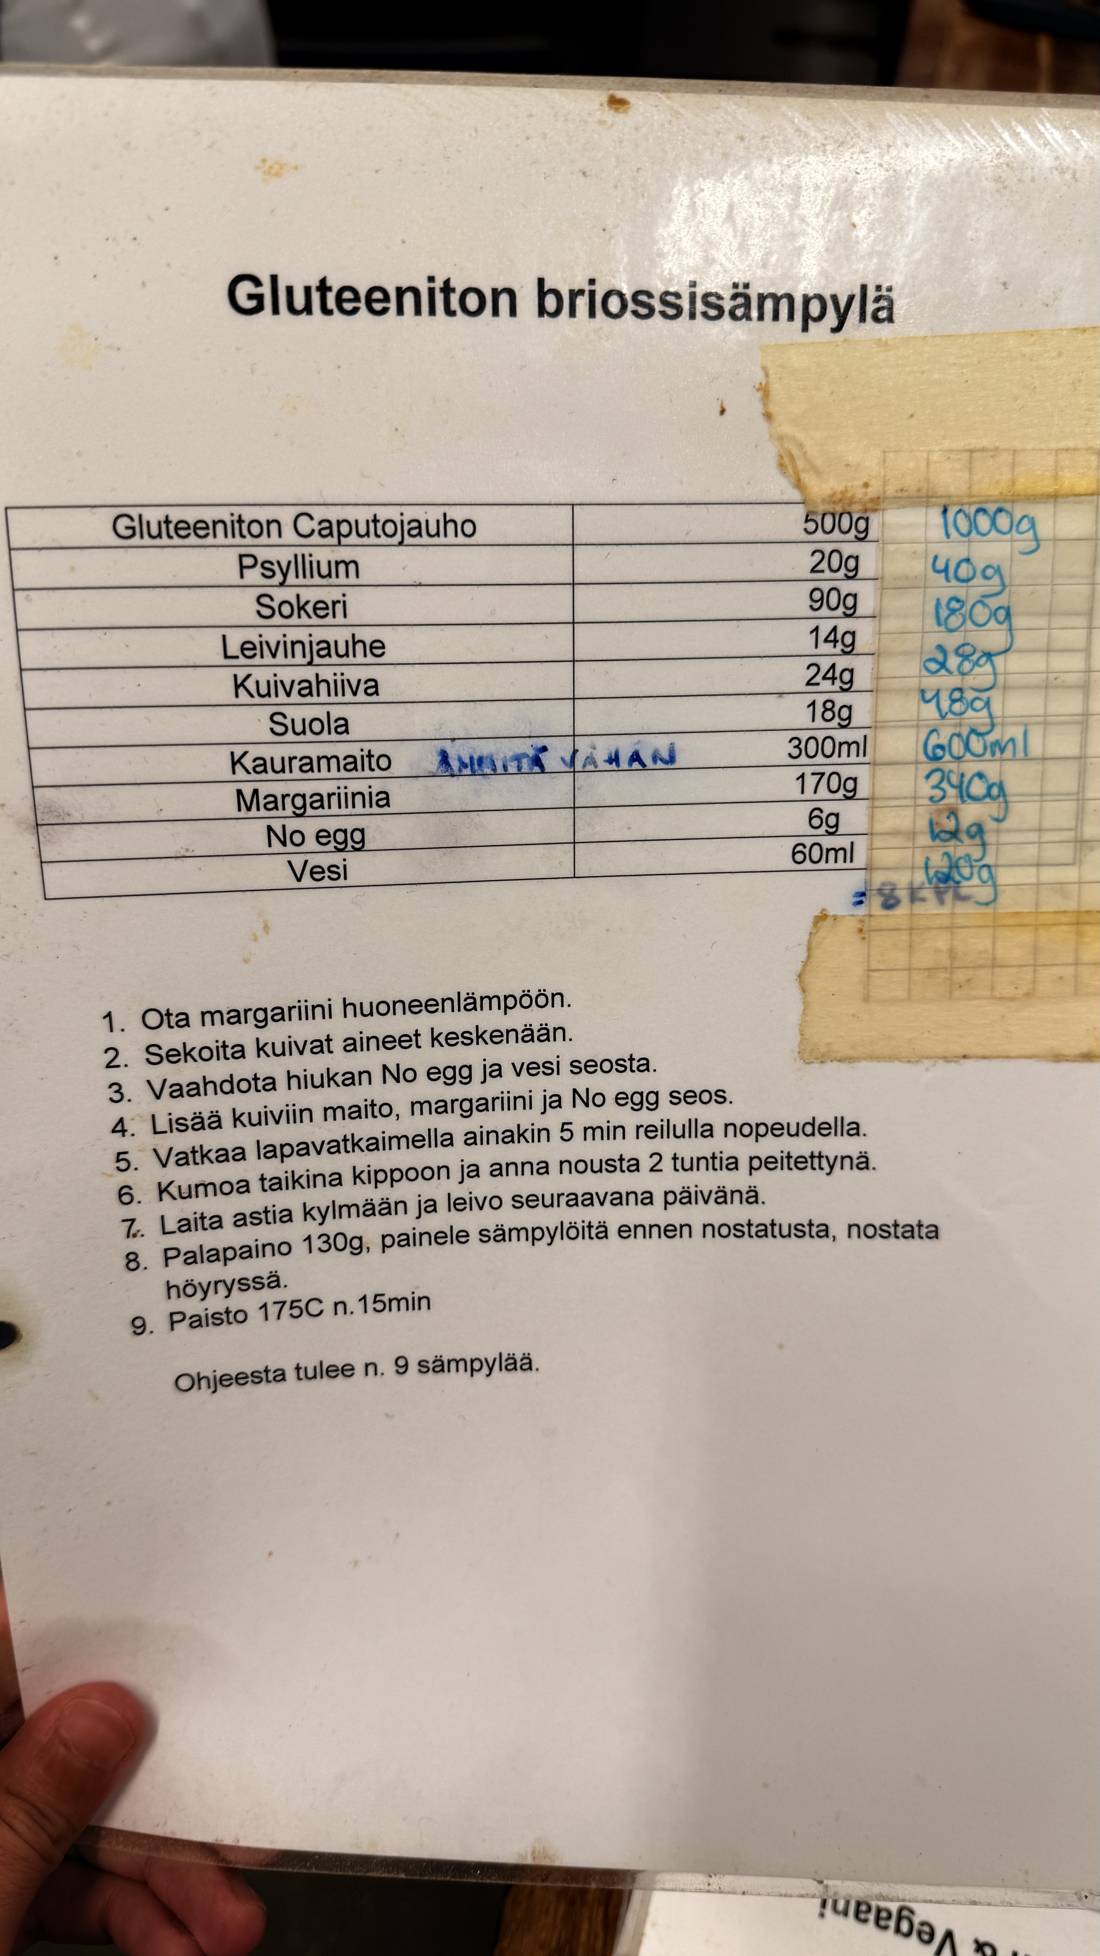 Gluteeniton briossisämpylä
Gluteeniton Caputojauho 500g 1000g
Psyllium 20g 40g
Sokeri 90g 180g
Leivinjauhe 14g 28g
Kuivahiiva 24g 48g
Suola 18g
Kauramaito VÄHÄN 300ml 600ml
Margariinia 170g 340g
No egg 6g 12g
Vesi 60ml 120g
= 8 KPL
1. Ota margariini huoneenlämpöön.
2. Sekoita kuivat aineet keskenään.
3. Vaahdota hiukan No egg ja vesi seosta.
4. Lisää kuiviin maito, margariini ja No egg seos.
5. Vatkaa lapavatkaimella ainakin 5 min reilulla nopeudella.
6. Kumoa taikina kippoon ja anna nousta 2 tuntia peitettynä.
7. Laita astia kylmään ja leivo seuraavana päivänä.
8. Palapaino 130g, painele sämpylöitä ennen nostatusta, nostata
höyryssä.
9. Paisto 175C n.15min
Ohjeesta tulee n. 9 sämpylää.
& Vegaani